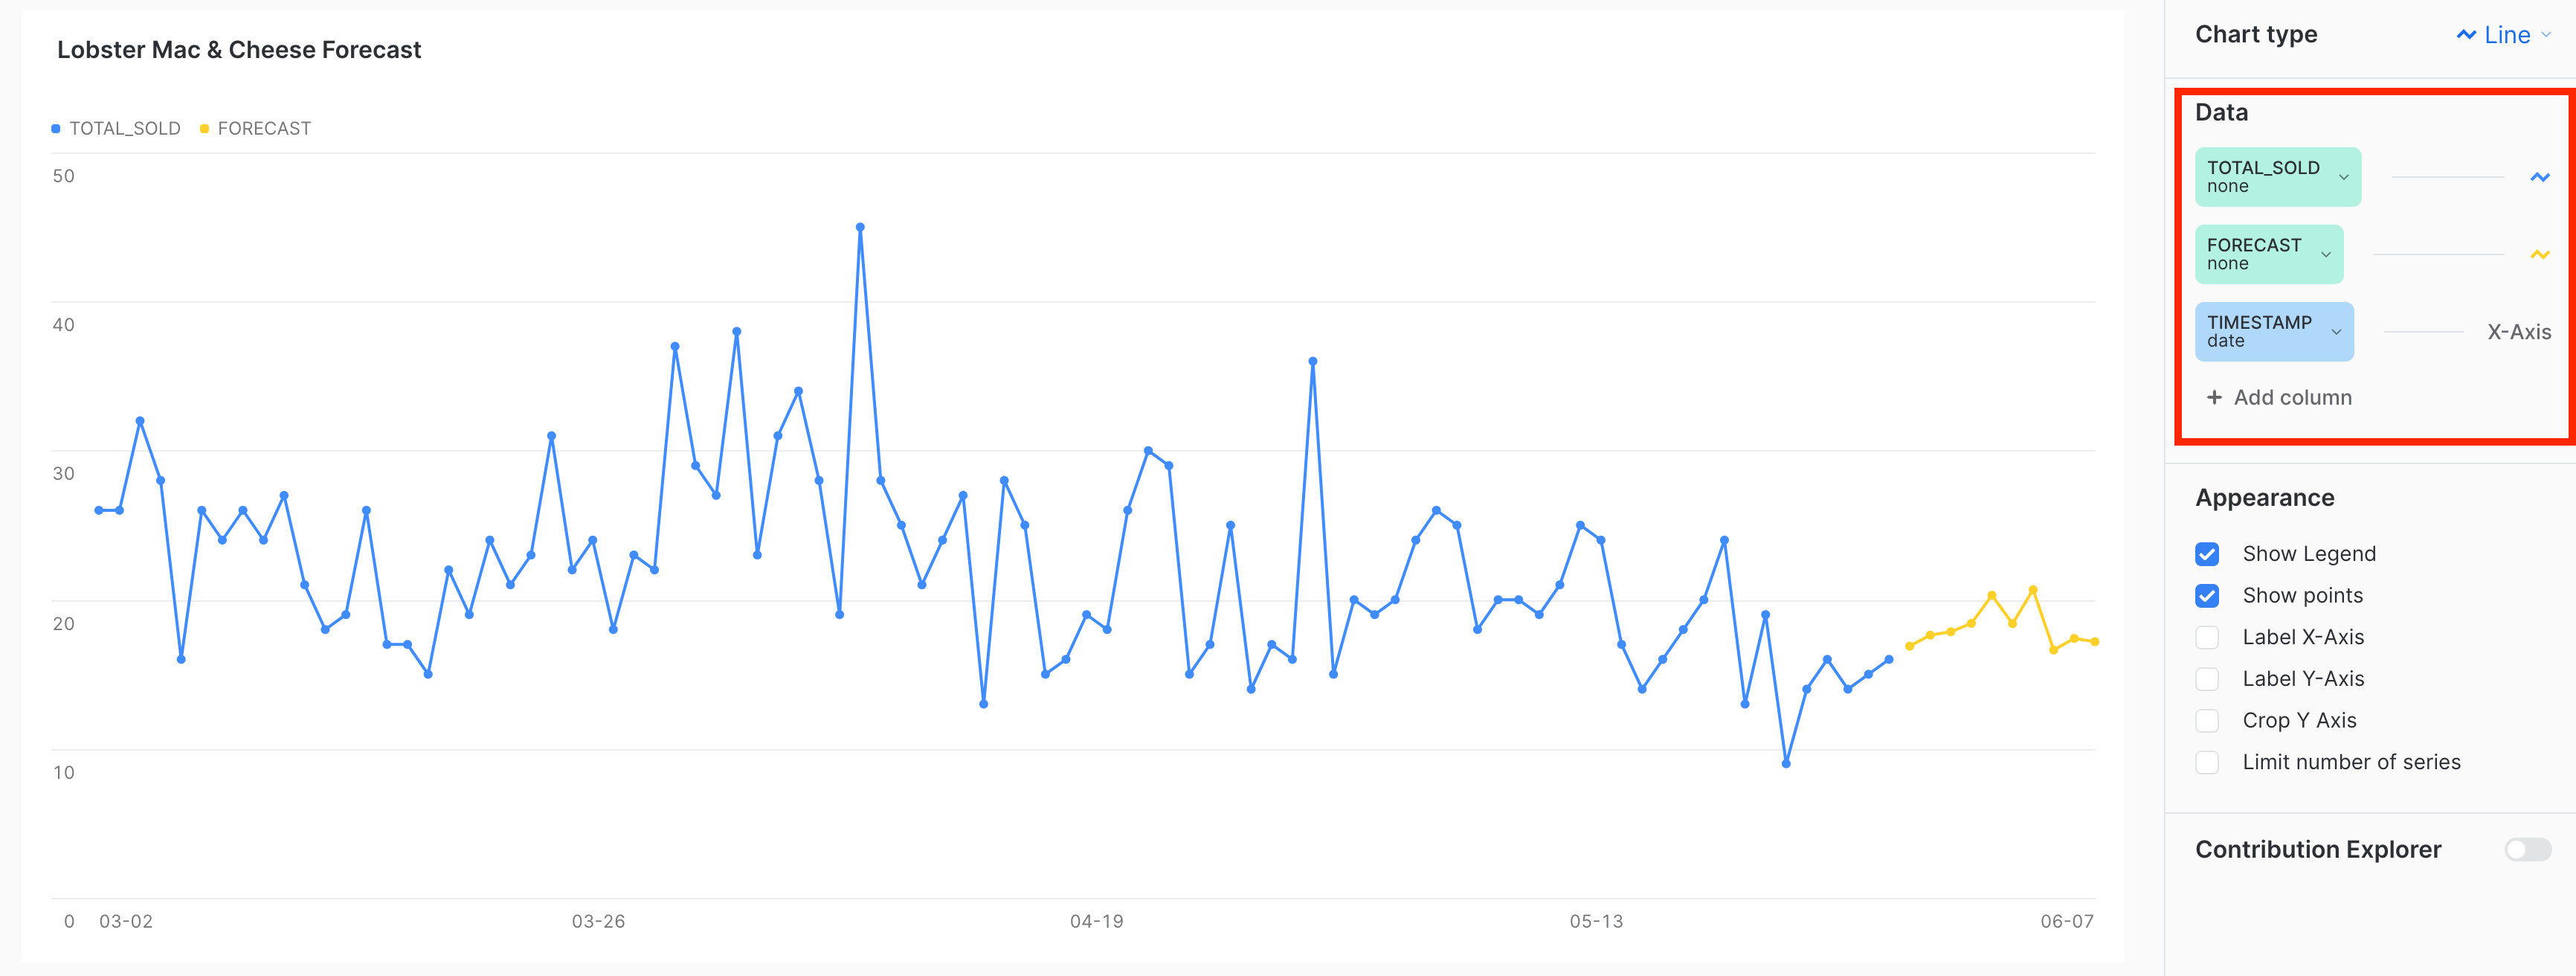 Lobster Mac & Cheese Forecast
TOTAL_SOLD FORECAST
50
40
30
20
10
0 03-02 03-26 04-19 05-13 06-07
Chart type Line
Data
TOTAL_SOLD
none
FORECAST
none
TIMESTAMP
date
X-Axis
+ Add column
Appearance
Show Legend
Show points
Label X-Axis
Label Y-Axis
Crop Y Axis
Limit number of series
Contribution Explorer